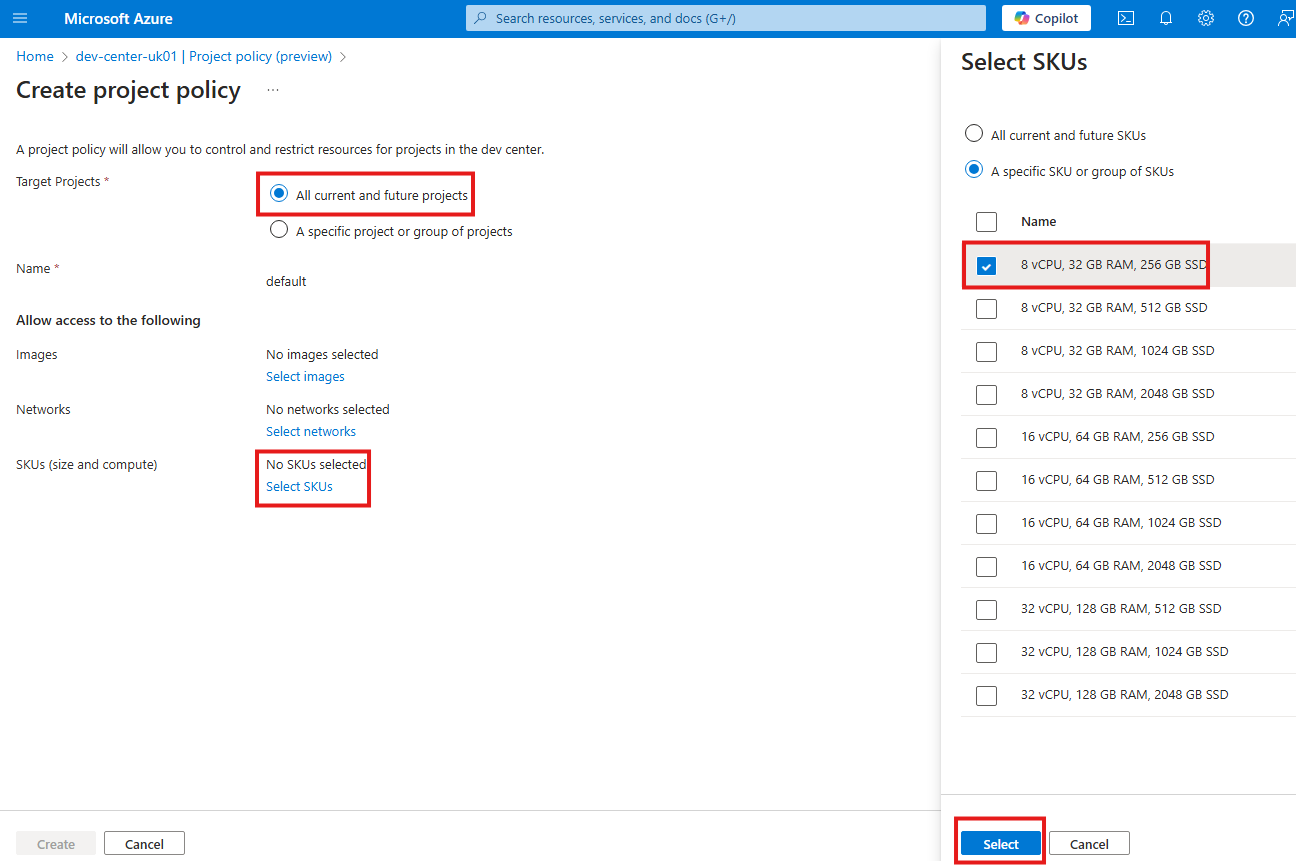 Microsoft Azure
Search resources, services, and docs (G+/)
Copilot
Home > dev-center-uk01 | Project policy (preview) >
Create project policy ...
A project policy will allow you to control and restrict resources for projects in the dev center.
Target Projects *
All current and future projects
A specific project or group of projects
Name *
default
Allow access to the following
Images
No images selected
Select images
Networks
No networks selected
Select networks
SKUs (size and compute)
No SKUs selected
Select SKUs
Create
Cancel
Select SKUs
All current and future SKUs
A specific SKU or group of SKUs
Name
8 vCPU, 32 GB RAM, 256 GB SSD
8 vCPU, 32 GB RAM, 512 GB SSD
8 vCPU, 32 GB RAM, 1024 GB SSD
8 vCPU, 32 GB RAM, 2048 GB SSD
16 vCPU, 64 GB RAM, 256 GB SSD
16 vCPU, 64 GB RAM, 512 GB SSD
16 vCPU, 64 GB RAM, 1024 GB SSD
16 vCPU, 64 GB RAM, 2048 GB SSD
32 vCPU, 128 GB RAM, 512 GB SSD
32 vCPU, 128 GB RAM, 1024 GB SSD
32 vCPU, 128 GB RAM, 2048 GB SSD
Select
Cancel